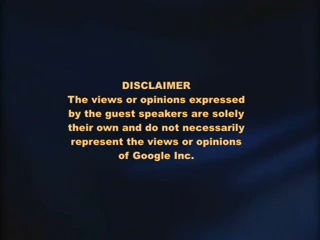 DISCLAIMER
The views or opinions expressed
by the guest speakers are solely
their own and do not necessarily
represent the views or opinions
of Google Inc.